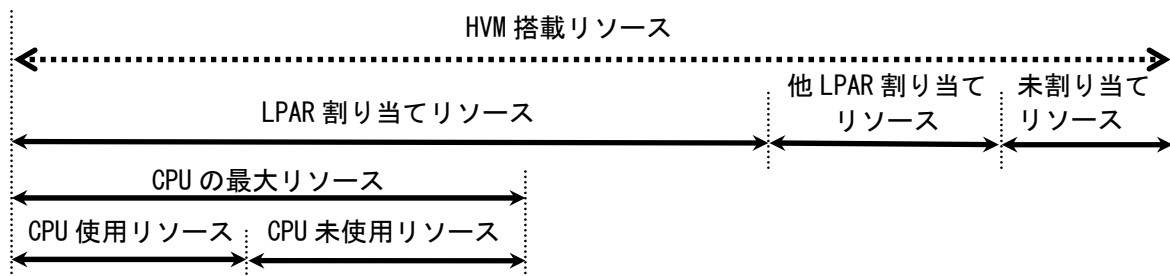 HVM 搭載リソース
LPAR 割り当てリソース
他 LPAR 割り当て
リソース
未割り当て
リソース
CPU の最大リソース
CPU 使用リソース
CPU 未使用リソース